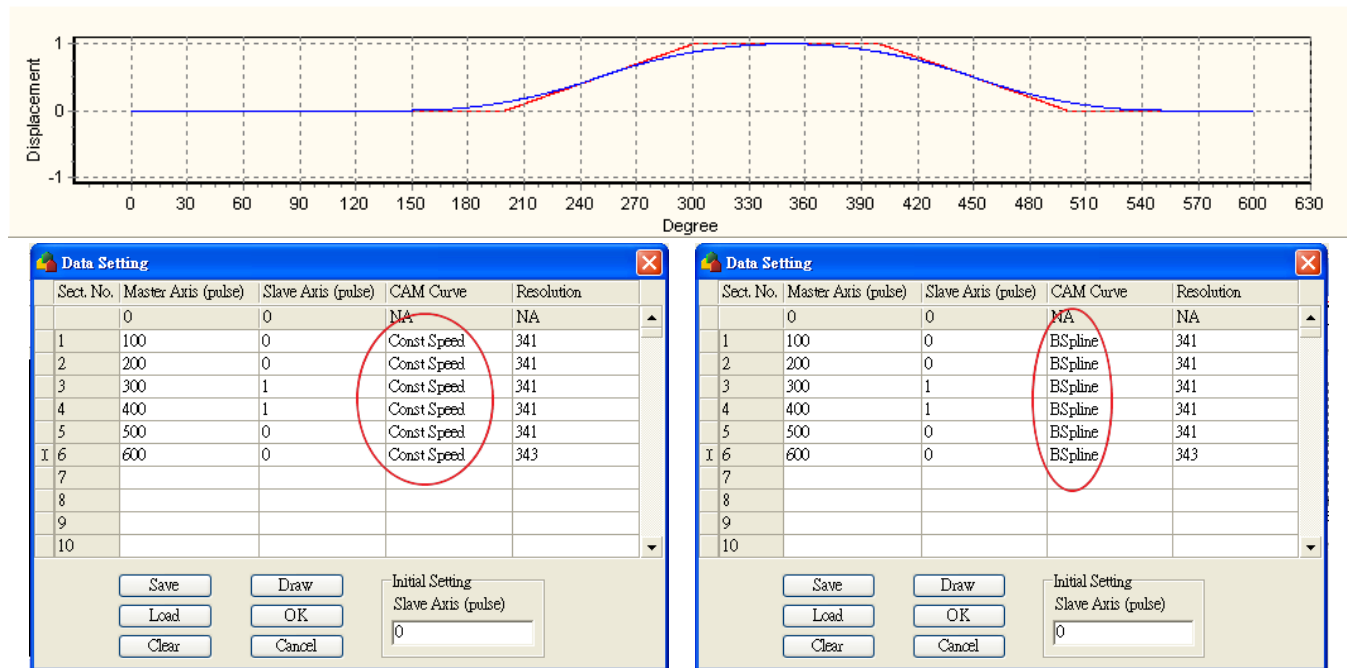 Displacement
1
0
-1
0 30 60 90 120 150 180 210 240 270 300 330 360 390 420 450 480 510 540 570 600 630
Degree
Data Setting
Sect. No. Master Axis (pulse) Slave Axis (pulse) CAM Curve Resolution
0 0 NA NA
1 100 0 Const Speed 341
2 200 0 Const Speed 341
3 300 1 Const Speed 341
4 400 1 Const Speed 341
5 500 0 Const Speed 341
6 600 0 Const Speed 343
7
8
9
10
Save Draw Initial Setting
Load OK Slave Axis (pulse)
Clear Cancel 0
Data Setting
Sect. No. Master Axis (pulse) Slave Axis (pulse) CAM Curve Resolution
0 0 NA NA
1 100 0 BSpline 341
2 200 0 BSpline 341
3 300 1 BSpline 341
4 400 1 BSpline 341
5 500 0 BSpline 341
6 600 0 BSpline 343
7
8
9
10
Save Draw Initial Setting
Load OK Slave Axis (pulse)
Clear Cancel 0